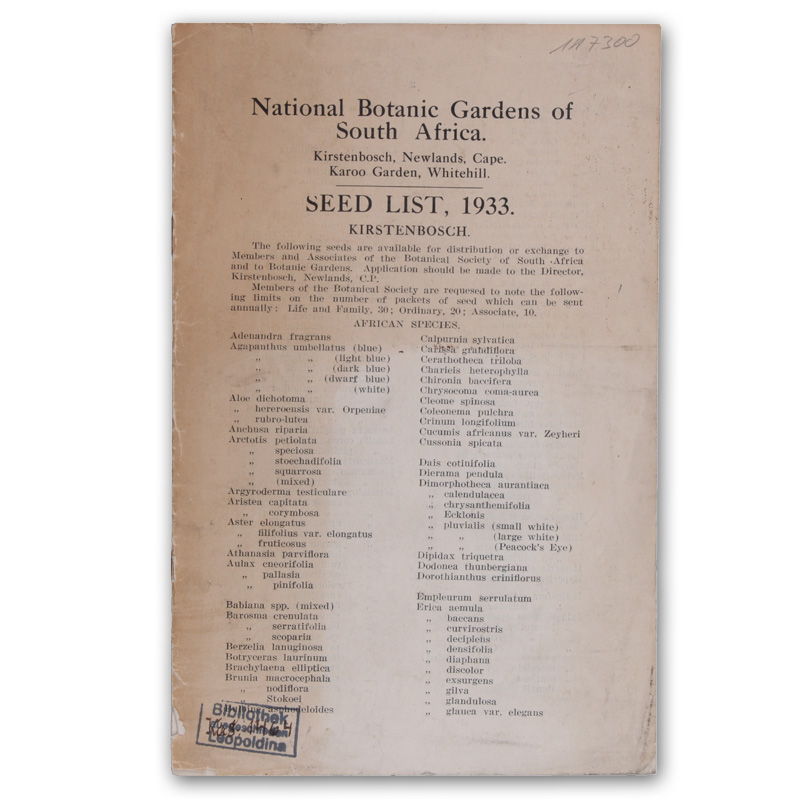 National Botanic Gardens of
South Africa.
Kirstenbosch, Newlands, Cape.
Karoo Garden, Whitehill.
SEED LIST, 1933.
KIRSTENBOSCH.
The following seeds are available for distribution or exchange to
Members and Associates of the Botanical Society of South Africa
and to Botanic Gardens. Application should be made to the Director,
Kirstenbosch, Newlands, C.P.
Members of the Botanical Society are requesed to note the follow-
ing limits on the number of packets of seed which can be sent
annually: Life and Family, 30; Ordinary, 20; Associate, 10.
AFRICAN SPECIES.
Adenandra fragrans
Agapanthus umbellatus (blue)
„ „ (light blue)
„ „ (dark blue)
„ „ (dwarf blue)
„ „ (white)
Aloe dichotoma
„ hereroensis var. Orpeniae
„ rubro-lutea
Anchusa riparia
Arctotis petiolata
„ speciosa
„ stoechadifolia
„ squarrosa
„ (mixed)
Argyroderma testiculare
Aristea capitata
„ corymbosa
Aster elongatus
„ filifolius var. elongatus
„ fruticosus
Athanasia parviflora
Aulax cneorifolia
„ pallasia
„ pinifolia
Babiana spp. (mixed)
Barosma crenulata
„ serratifolia
„ scoparia
Berzelia lanuginosa
Botryceras laurinum
Brachylaena elliptica
Brunia macrocephala
„ nodiflora
„ Stokoei
Bulbine asphodeloides
Calpurnia sylvatica
Carissa grandiflora
Ceratotheca triloba
Charieis heterophylla
Chironia baccifera
Chrysocoma coma-aurea
Cleome spinosa
Coleonema pulchra
Crinum longifolium
Cucumis africanus var. Zeyheri
Cussonia spicata
Dais cotinifolia
Dierama pendula
Dimorphotheca aurantiaca
„ calendulacea
„ chrysanthemifolia
„ Ecklonis
„ pluvialis (small white)
„ „ (large white)
„ „ (Peacock's Eye)
Dipidax triquetra
Dodonea thunbergiana
Dorothianthus criniflorus
Empleurum serrulatum
Erica aemula
„ baccans
„ curvirostris
„ decipiens
„ densifolia
„ diaphana
„ discolor
„ exsurgens
„ gilva
„ glandulosa
„ glauca var. elegans
Bibliothek
Leopoldina